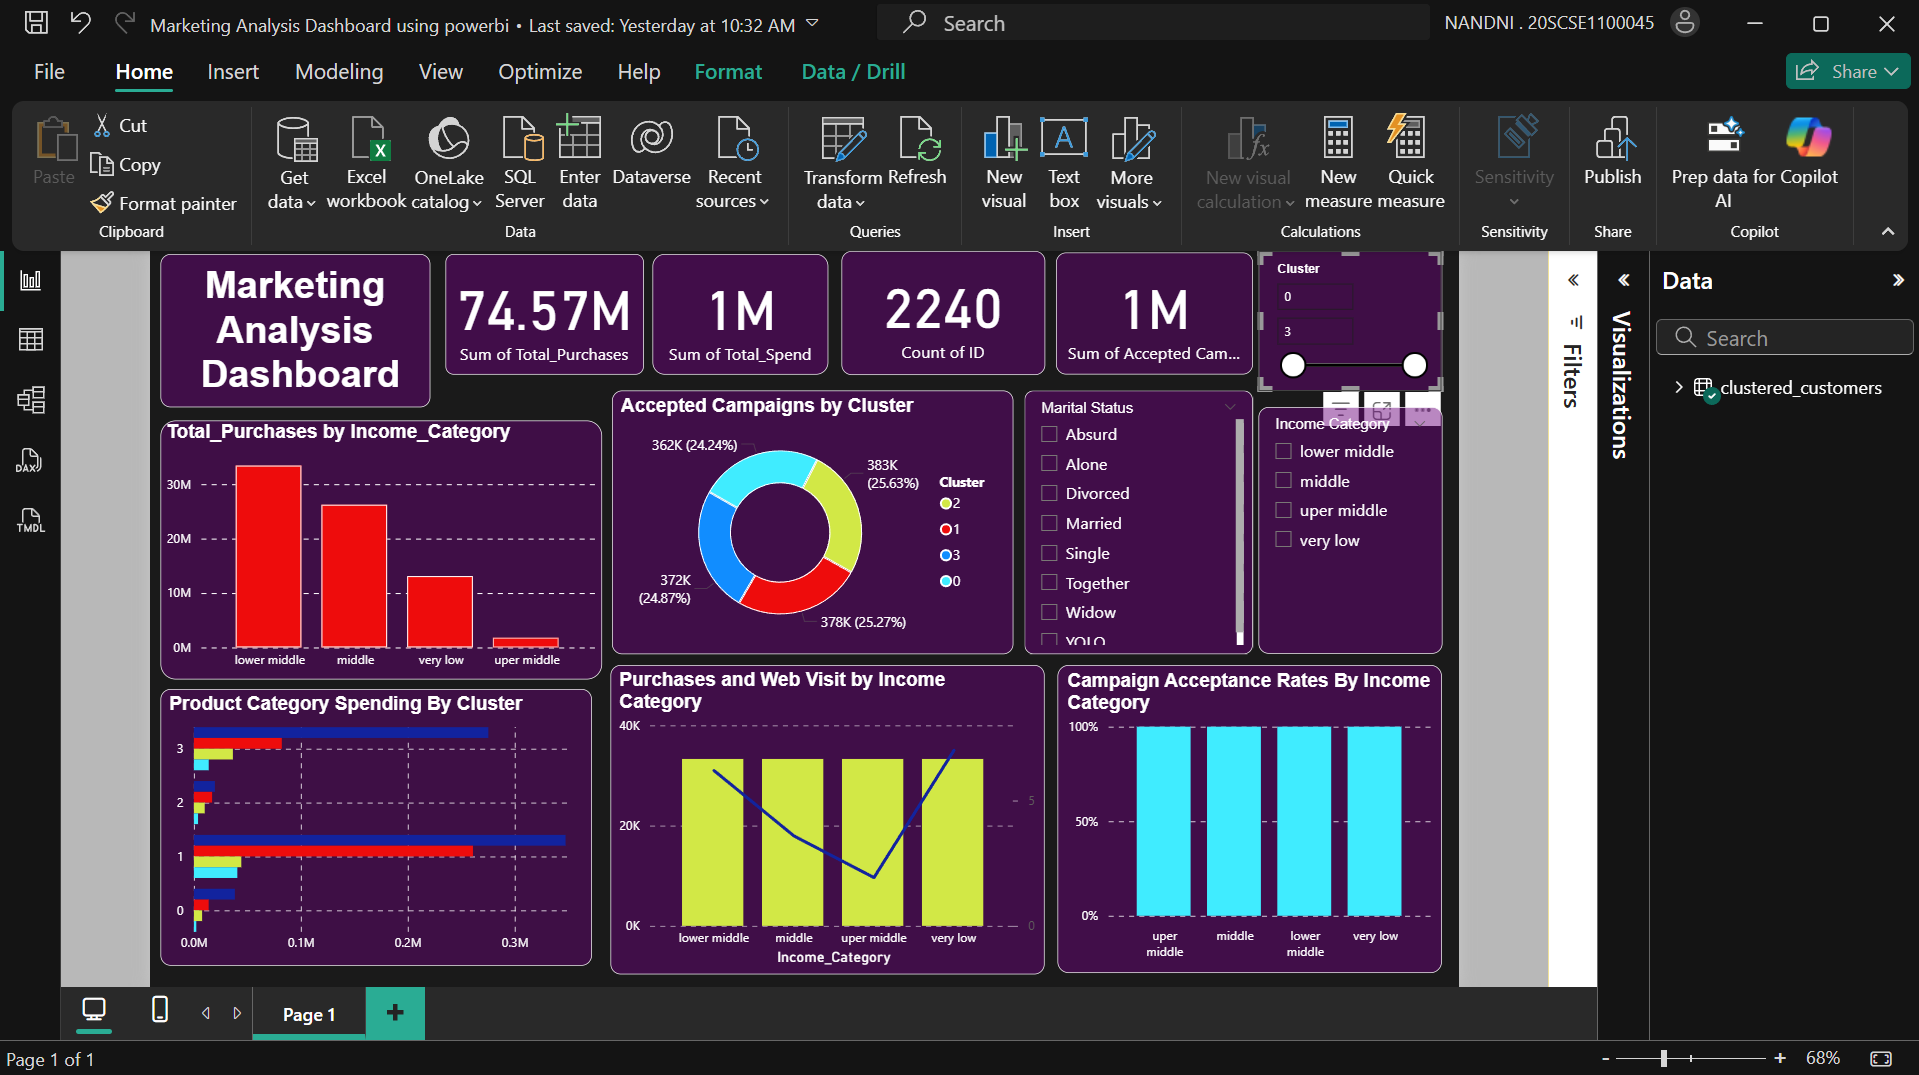 Marketing Analysis Dashboard using powerbi • Last saved: Yesterday at 10:32 AM
Search
NANDNI . 20SCSE1100045
File
Home
Insert
Modeling
View
Optimize
Help
Format
Data / Drill
Share
Paste
Cut
Copy
Format painter
Clipboard
Get
data
Excel
workbook
OneLake
catalog
SQL
Server
Enter
data
Dataverse
Recent
sources
Data
Transform
data
Refresh
Queries
New
visual
A
Text
box
More
visuals
Insert
New visual
calculation
New
measure
Quick
measure
Calculations
Sensitivity
Sensitivity
Publish
Share
Prep data for
AI
Copilot
Copilot
DAX
TMDL
Marketing
Analysis
Dashboard
74.57M
Sum of Total_Purchases
1M
Sum of Total_Spend
2240
Count of ID
1M
Sum of Accepted Cam...
Cluster
0
3
Total_Purchases by Income_Category
30M
20M
10M
0M
lower middle
middle
very low
uper middle
Accepted Campaigns by Cluster
362K (24.24%)
383K
(25.63%)
372K
(24.87%)
378K (25.27%)
Cluster
2
1
3
0
Marital Status
Absurd
Alone
Divorced
Married
Single
Together
Widow
YOLO
Income Category
lower middle
middle
uper middle
very low
Product Category Spending By Cluster
3
2
1
0
0.0M
0.1M
0.2M
0.3M
Purchases and Web Visit by Income
Category
40K
20K
0K
5
0
lower middle
middle
uper middle
very low
Income_Category
Campaign Acceptance Rates By Income
Category
100%
50%
0%
uper
middle
middle
lower
middle
very low
Filters
Visualizations
Data
Search
clustered_customers
Page 1
Page 1 of 1
68%